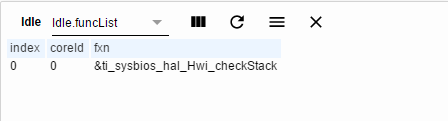 Idle Idle.funcList
index coreId fxn
0 0 &ti_sysbios_hal_Hwi_checkStack